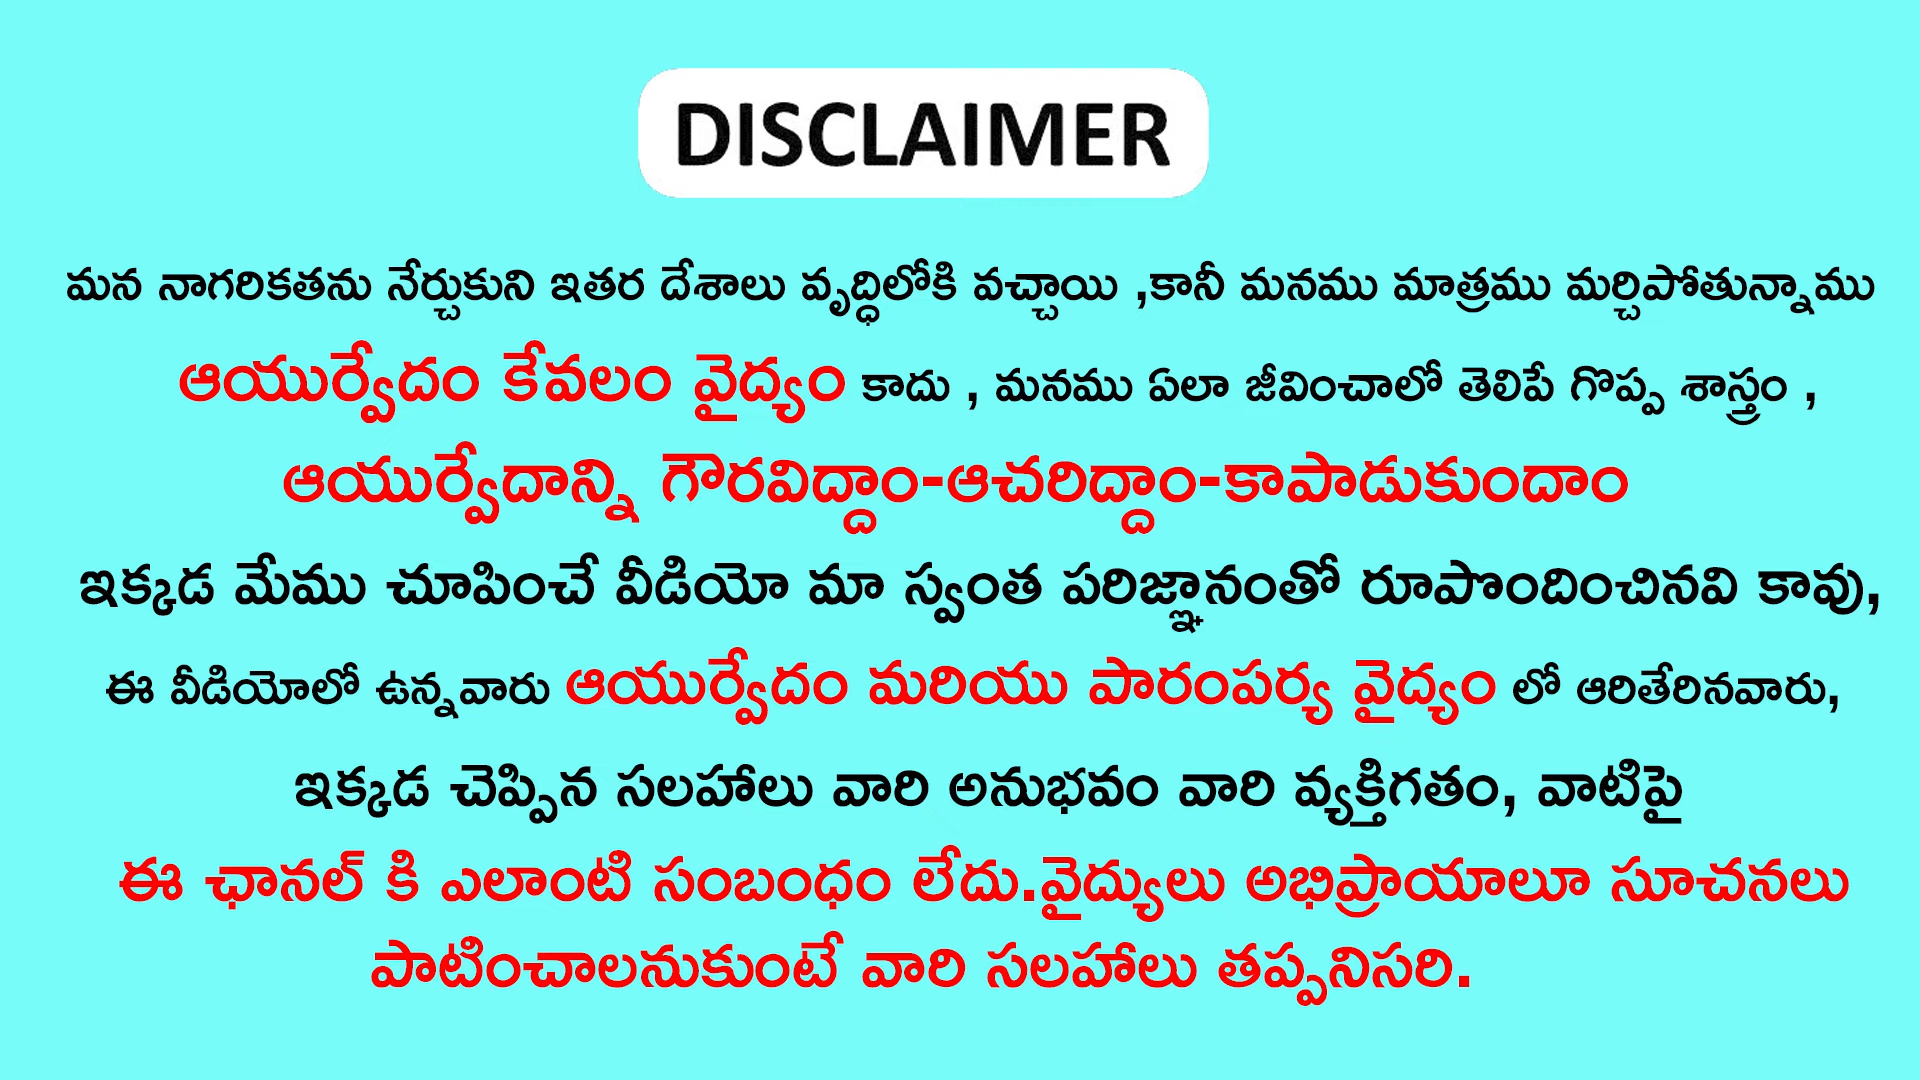 DISCLAIMER
మన నాగరికతను నేర్చుకుని ఇతర దేశాలు వృద్ధిలోకి వచ్చాయి ,కానీ మనము మాత్రము మర్చిపోతున్నాము
ఆయుర్వేదం కేవలం వైద్యం కాదు , మనము ఏలా జీవించాలో తెలిపే గొప్ప శాస్త్రం ,
ఆయుర్వేదాన్ని గౌరవిద్దాం-ఆచరిద్దాం-కాపాడుకుందాం
ఇక్కడ మేము చూపించే వీడియో మా స్వంత పరిజ్ఞానంతో రూపొందించినవి కావు,
ఈ వీడియోలో ఉన్నవారు ఆయుర్వేదం మరియు పారంపర్య వైద్యం లో ఆరితేరినవారు,
ఇక్కడ చెప్పిన సలహాలు వారి అనుభవం వారి వ్యక్తిగతం, వాటిపై
ఈ ఛానల్ కి ఎలాంటి సంబంధం లేదు.వైద్యులు అభిప్రాయాలూ సూచనలు
పాటించాలనుకుంటే వారి సలహాలు తప్పనిసరి.